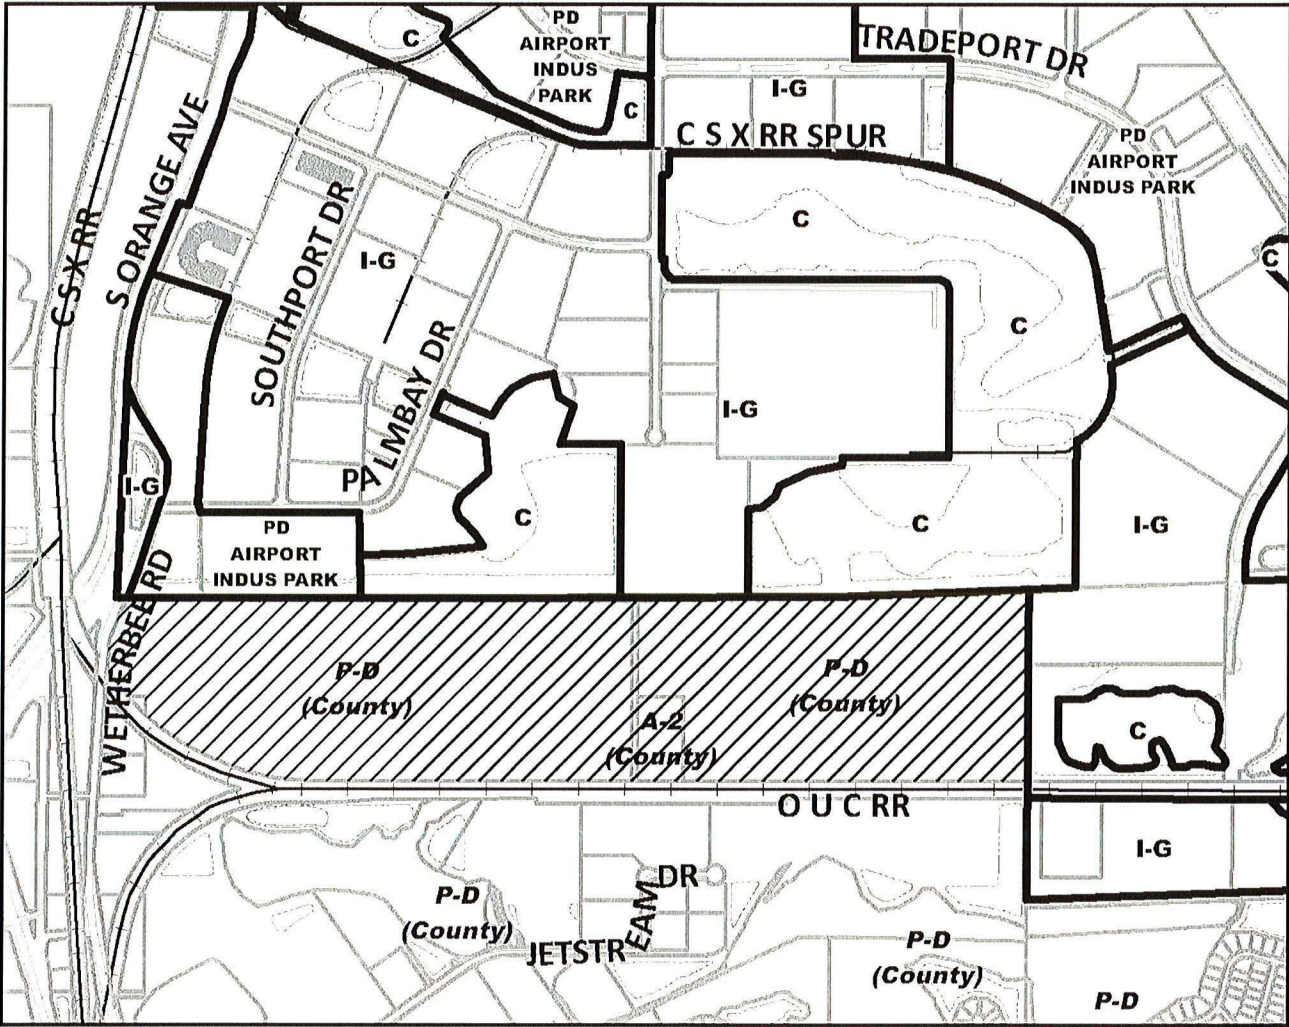 C
PD
AIRPORT
INDUS
PARK
C
TRADEPORT DR
I-G
C S X RR SPUR
PD
AIRPORT
INDUS PARK
C S X RR
S ORANGE AVE
SOUTHPORT DR
I-G
PALMBAY DR
C
C
C
I-G
I-G
C
C
I-G
PD
AIRPORT
INDUS PARK
WETHERBEE RD
P-D
(County)
A-2
(County)
P-D
(County)
C
O U C RR
I-G
P-D
(County)
JETSTREAM DR
P-D
(County)
P-D